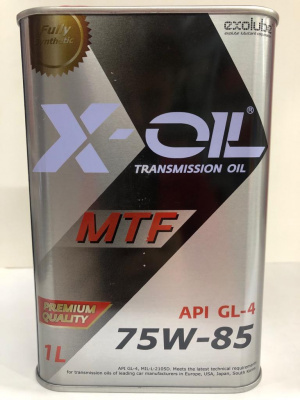 Fully
synthetic
exolube
X-OIL®
TRANSMISSION OIL
MTF
PREMIUM
QUALITY
API GL-4
1L
75W-85
API GL-4, MIL-L-2105D. Meets the latest technical requirements
for transmission oils of leading car manufacturers in Europe, USA, Japan, South Korea